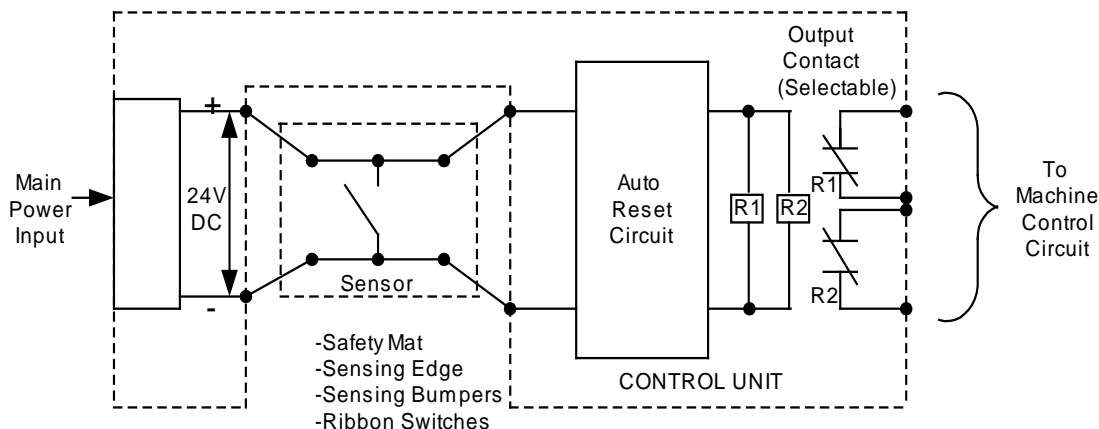 Output
Contact
(Selectable)
+
Main
Power
Input
24V
DC
Auto
Reset
Circuit
R1
R2
R1
To
Machine
Control
Circuit
Sensor
R2
-
-Safety Mat
-Sensing Edge
-Sensing Bumpers
-Ribbon Switches
CONTROL UNIT